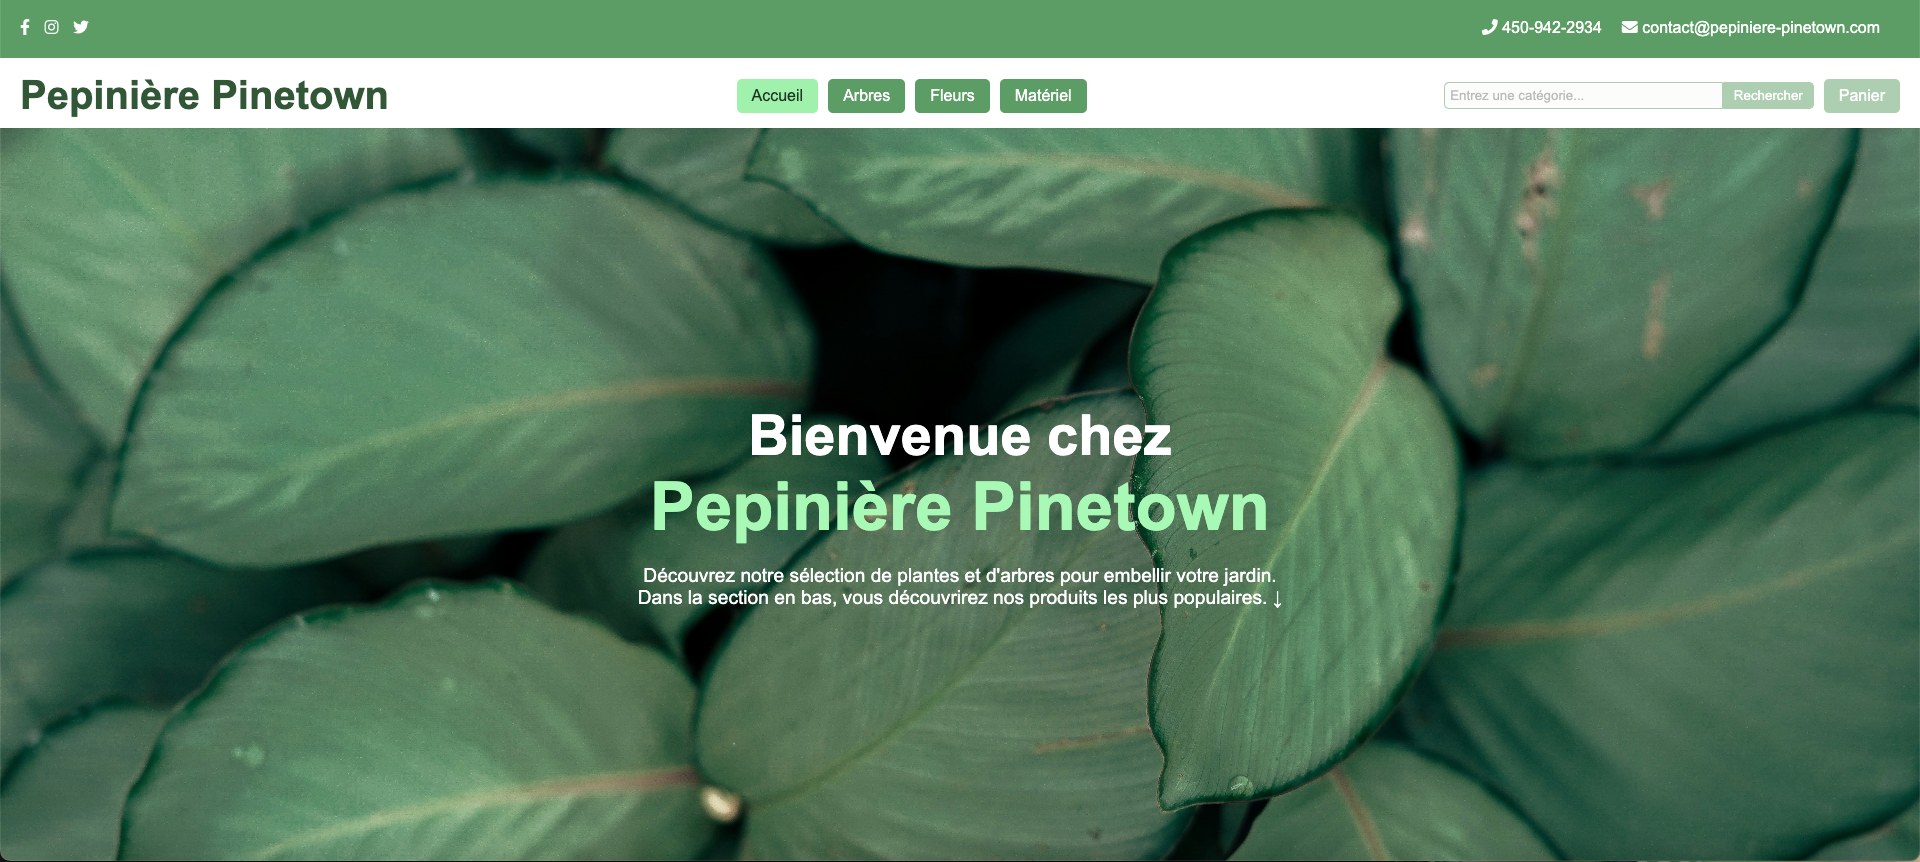 450-942-2934 contact@pepiniere-pinetown.com
Pepinière Pinetown
Accueil Arbres Fleurs Matériel
Entrez une catégorie... Rechercher Panier
Bienvenue chez
Pepinière Pinetown
Découvrez notre sélection de plantes et d'arbres pour embellir votre jardin.
Dans la section en bas, vous découvrirez nos produits les plus populaires. ↓